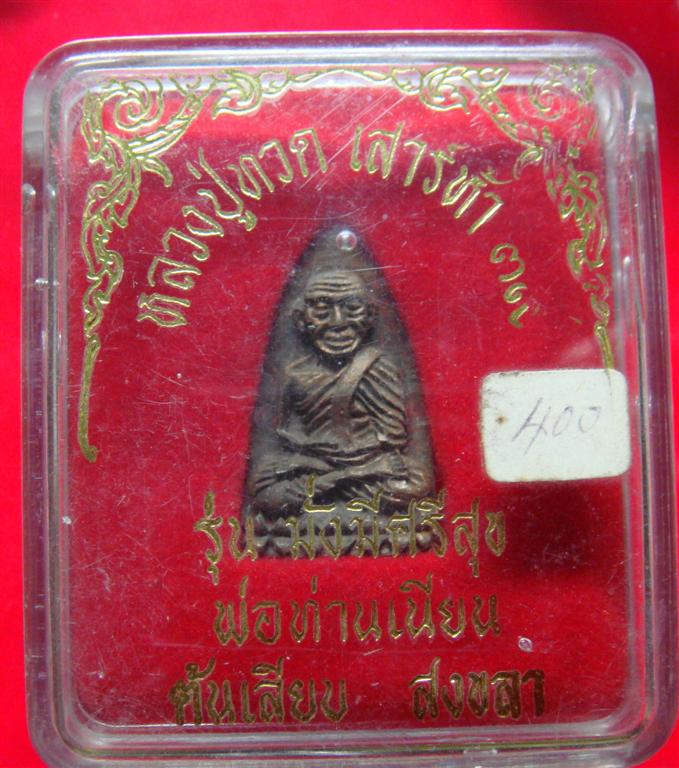 หลวงปู่ทวด เสาร์ห้า ๓๙
400
รุ่น มั่งมีศรีสุข
พ่อท่านเนียน
ต้นเลียบ สงขลา